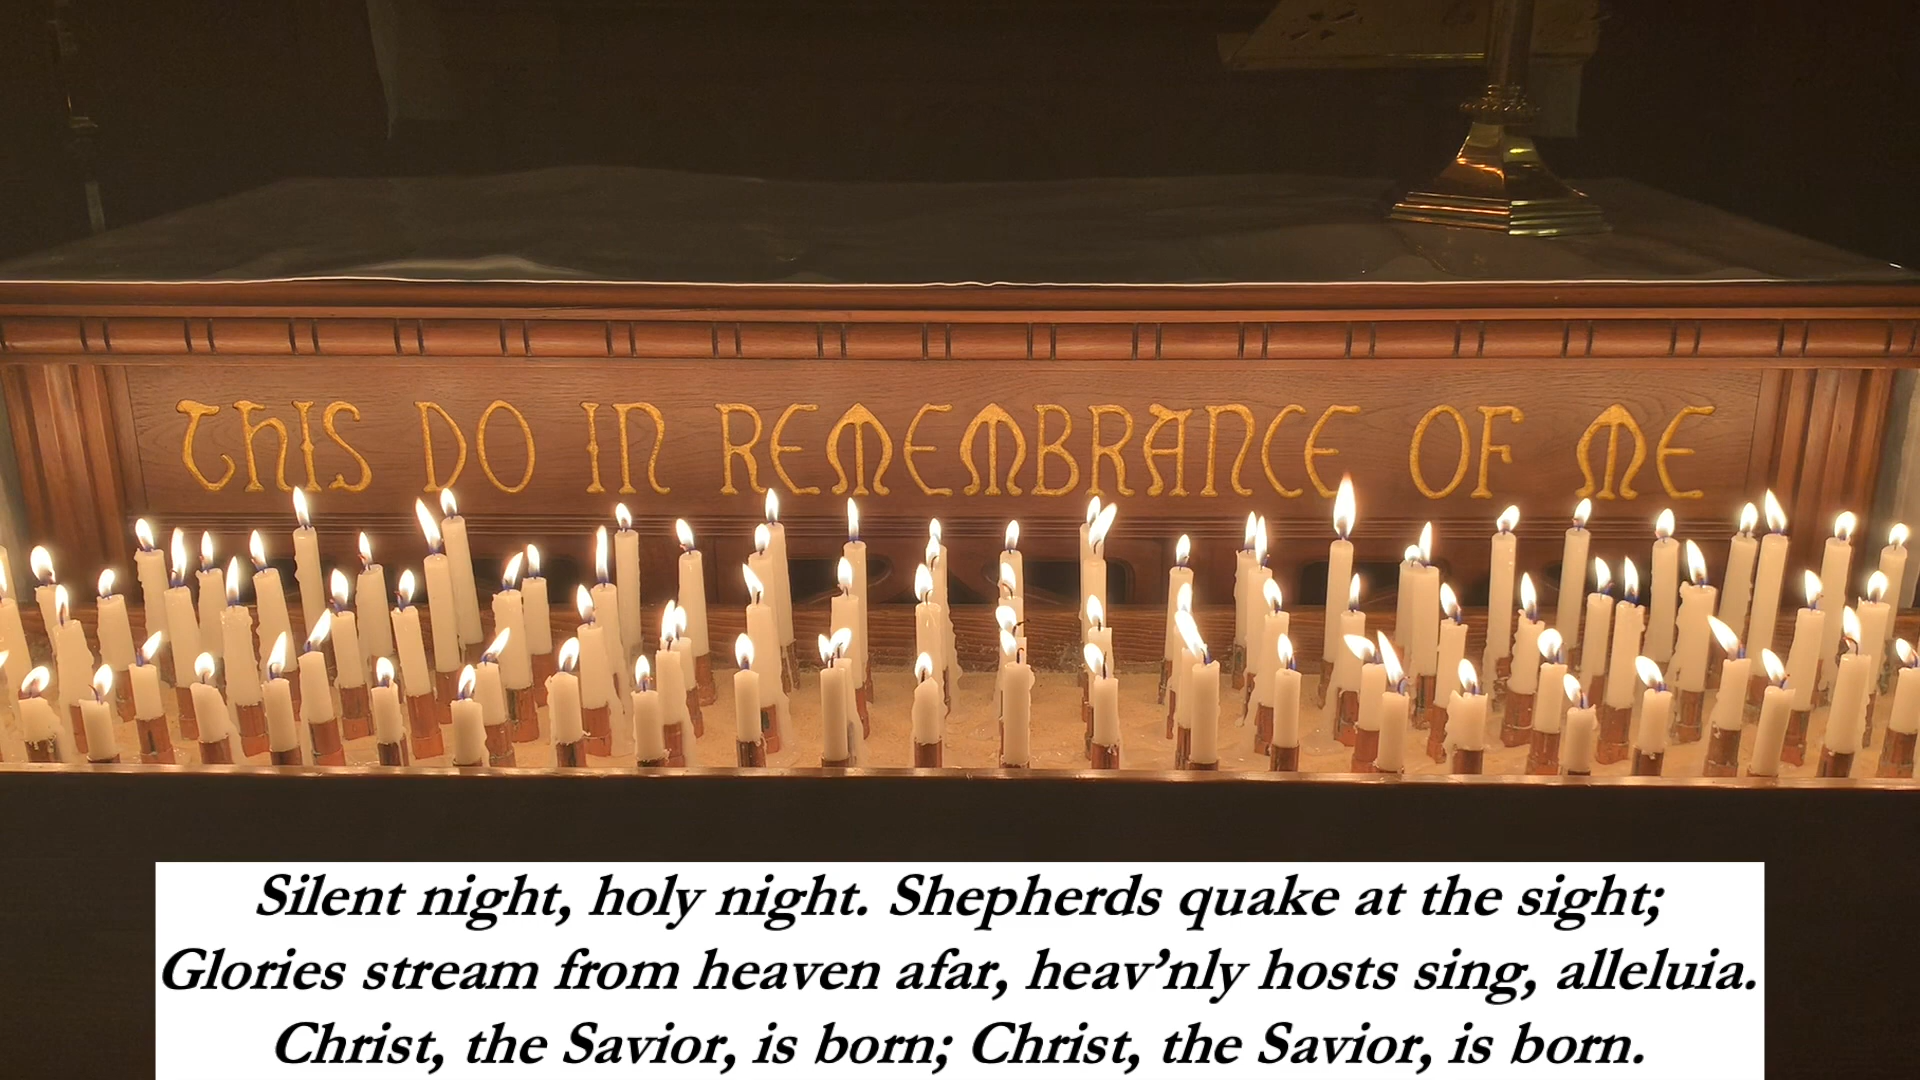 THIS DO IN REMEMBRANCE OF ME
Silent night, holy night. Shepherds quake at the sight;
Glories stream from heaven afar, heav’nly hosts sing, alleluia.
Christ, the Savior, is born; Christ, the Savior, is born.